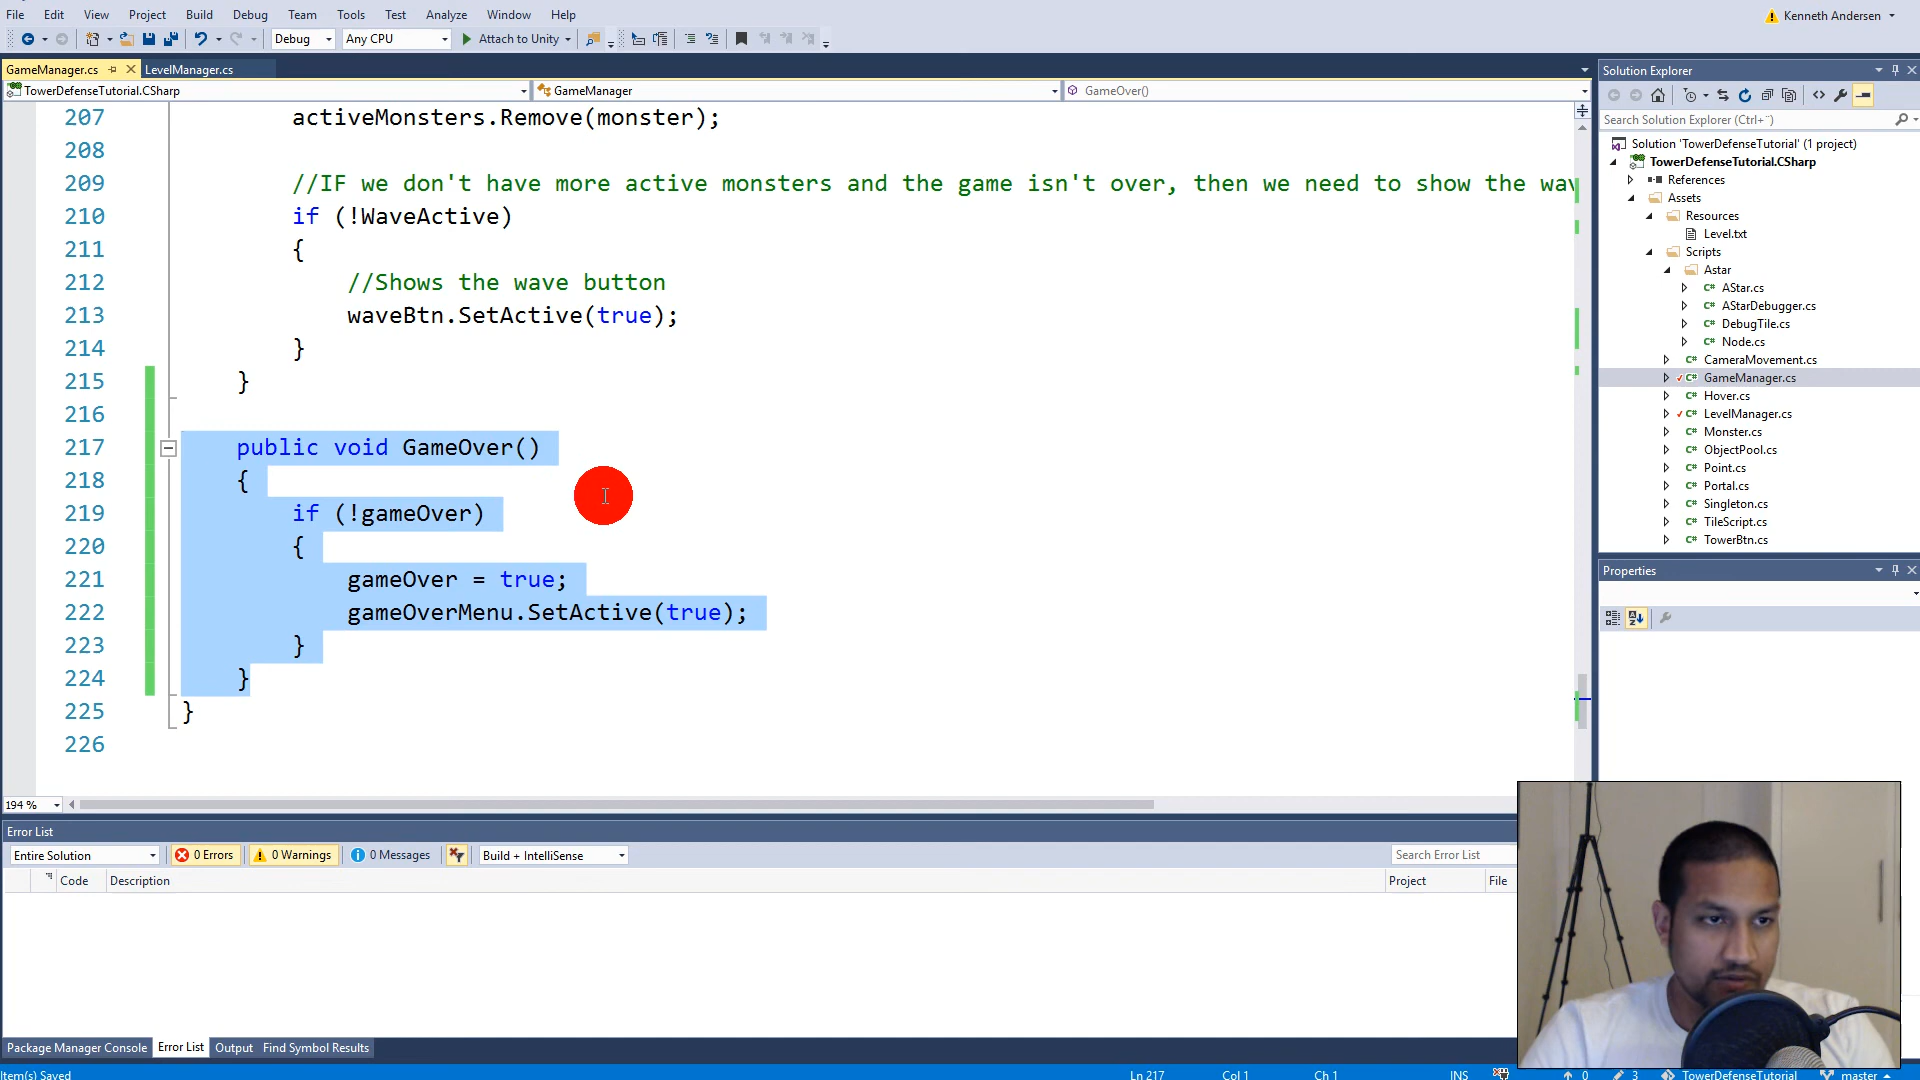 File Edit View Project Build Debug Team Tools Test Analyze Window Help
Kenneth Andersen
Debug Any CPU Attach to Unity
GameManager.cs LevelManager.cs
TowerDefenseTutorial.CSharp GameManager GameOver()
207 activeMonsters.Remove(monster);
208
209 //IF we don't have more active monsters and the game isn't over, then we need to show the wav
210 if (!WaveActive)
211 {
212 //Shows the wave button
213 waveBtn.SetActive(true);
214 }
215 }
216
217 public void GameOver()
218 {
219 if (!gameOver)
220 {
221 gameOver = true;
222 gameOverMenu.SetActive(true);
223 }
224 }
225 }
226
194 %
Solution Explorer
Search Solution Explorer (Ctrl+¨)
Solution 'TowerDefenseTutorial' (1 project)
TowerDefenseTutorial.CSharp
References
Assets
Resources
Level.txt
Scripts
Astar
C# AStar.cs
C# AStarDebugger.cs
C# DebugTile.cs
C# Node.cs
C# CameraMovement.cs
C# GameManager.cs
C# Hover.cs
C# LevelManager.cs
C# Monster.cs
C# ObjectPool.cs
C# Point.cs
C# Portal.cs
C# Singleton.cs
C# TileScript.cs
C# TowerBtn.cs
Properties
Error List
Entire Solution 0 Errors 0 Warnings 0 Messages Build + IntelliSense Search Error List
Code Description Project File
Package Manager Console Error List Output Find Symbol Results
Item(s) Saved Ln 217 Col 1 Ch 1 INS 0 3 TowerDefenseTutorial master